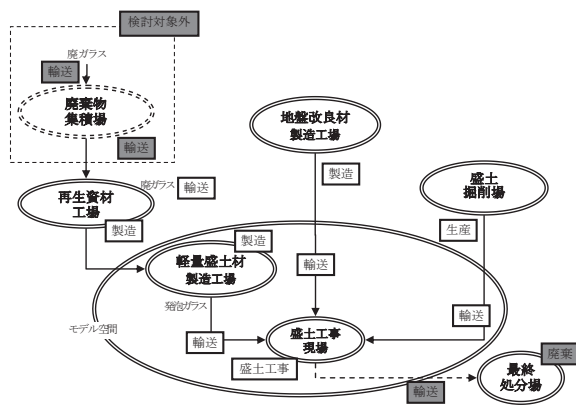 検討対象外
廃ガラス
輸送
廃棄物
集積場
輸送
地盤改良材
製造工場
製造
盛土
掘削場
生産
再生資材
工場
廃ガラス
輸送
製造
製造
軽量盛土材
製造工場
輸送
発泡ガラス
モデル空間
輸送
盛土工事
現場
輸送
盛土工事
廃棄
最終
処分場
輸送